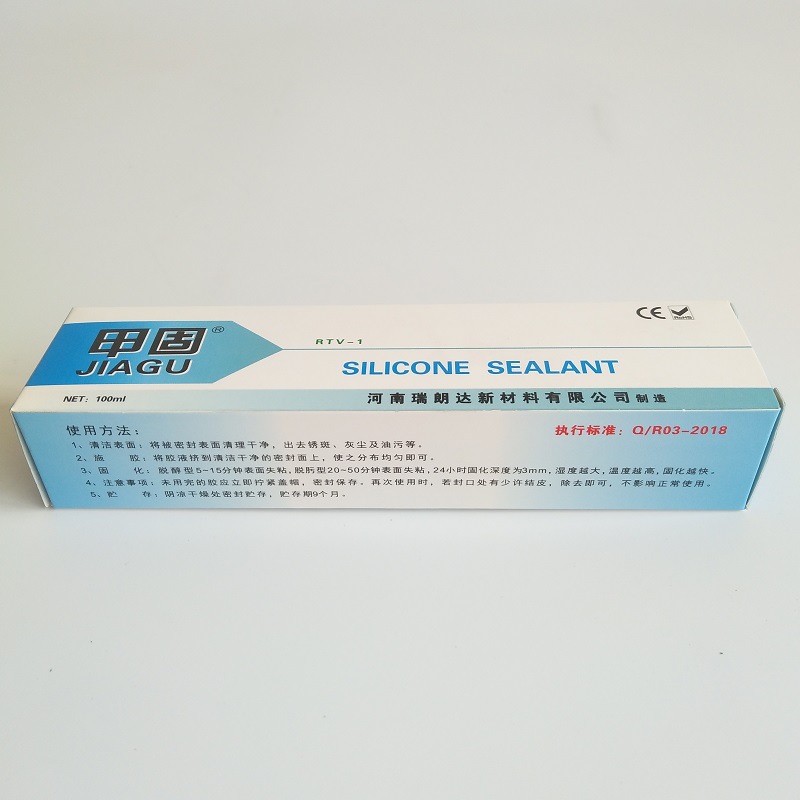 甲固®
JIAGU
NET: 100ml
RTV-1
SILICONE SEALANT
CE RoHS
河南瑞朗达新材料有限公司 制造
使用方法：
执行标准：Q/R03-2018
1、清洁表面：将被密封表面清理干净，出去锈斑、灰尘及油污等。
2、施 胶：将胶液挤到清洁干净的密封面上，使之分布均匀即可。
3、固 化：脱醇型5~15分钟表面失粘，脱肟型20~50分钟表面失粘，24小时固化深度为3mm，湿度越大，温度越高，固化越快。
4、注意事项：未用完的胶应立即拧紧盖帽，密封保存。再次使用时，若封口处有少许结皮，除去即可，不影响正常使用。
5、贮 存：阴凉干燥处密封贮存，贮存期9个月。